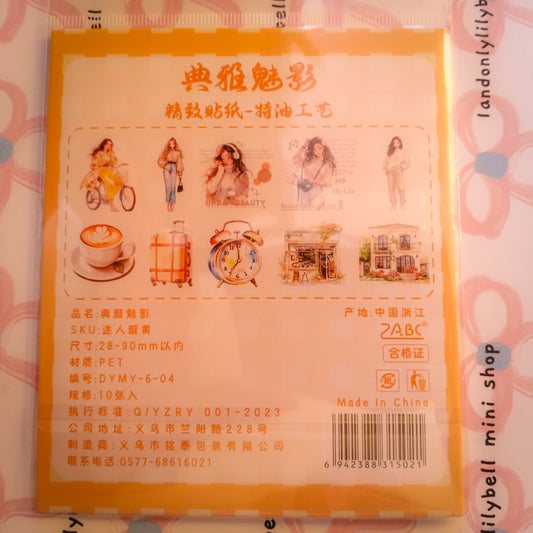 典雅魅影
精致贴纸-特油工艺
URBAN BEAUTY
My Life
品名:典雅魅影
SKU:迷人雅黄
尺寸:28-90mm以内
材质:PET
编号:DYMY-6-04
规格:10张入
执行标准:Q/YZRY 001-2023
公司地址:义乌市兰阳路228号
制造商:义乌市铭泰包装有限公司
联系电话:0577-68616021
产地:中国浙江
ZABC®
合格证
Made In China
6 942388 315021
landonlylilybell
lilybell mini shop